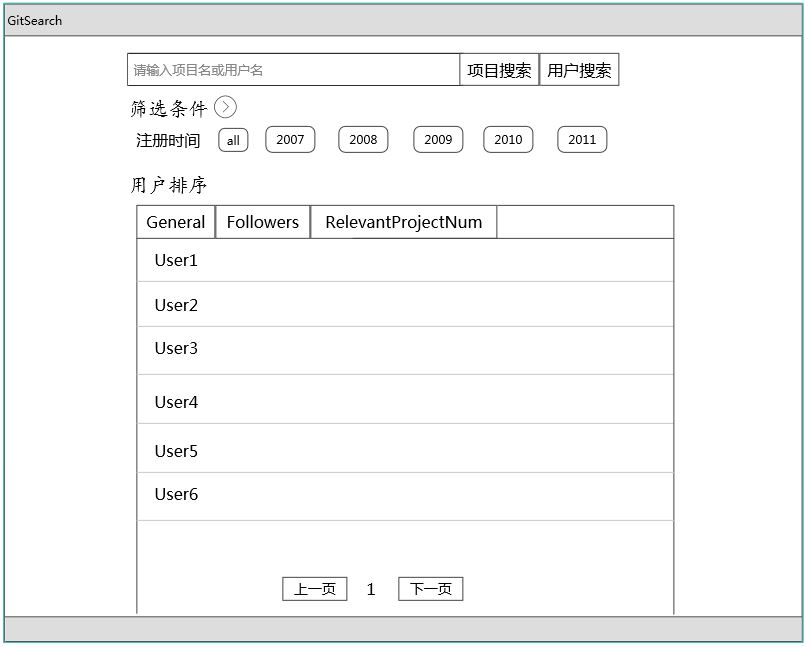 GitSearch
请输入项目名或用户名 项目搜索 用户搜索
筛选条件
注册时间 all 2007 2008 2009 2010 2011
用户排序
General Followers RelevantProjectNum
User1
User2
User3
User4
User5
User6
上一页 1 下一页